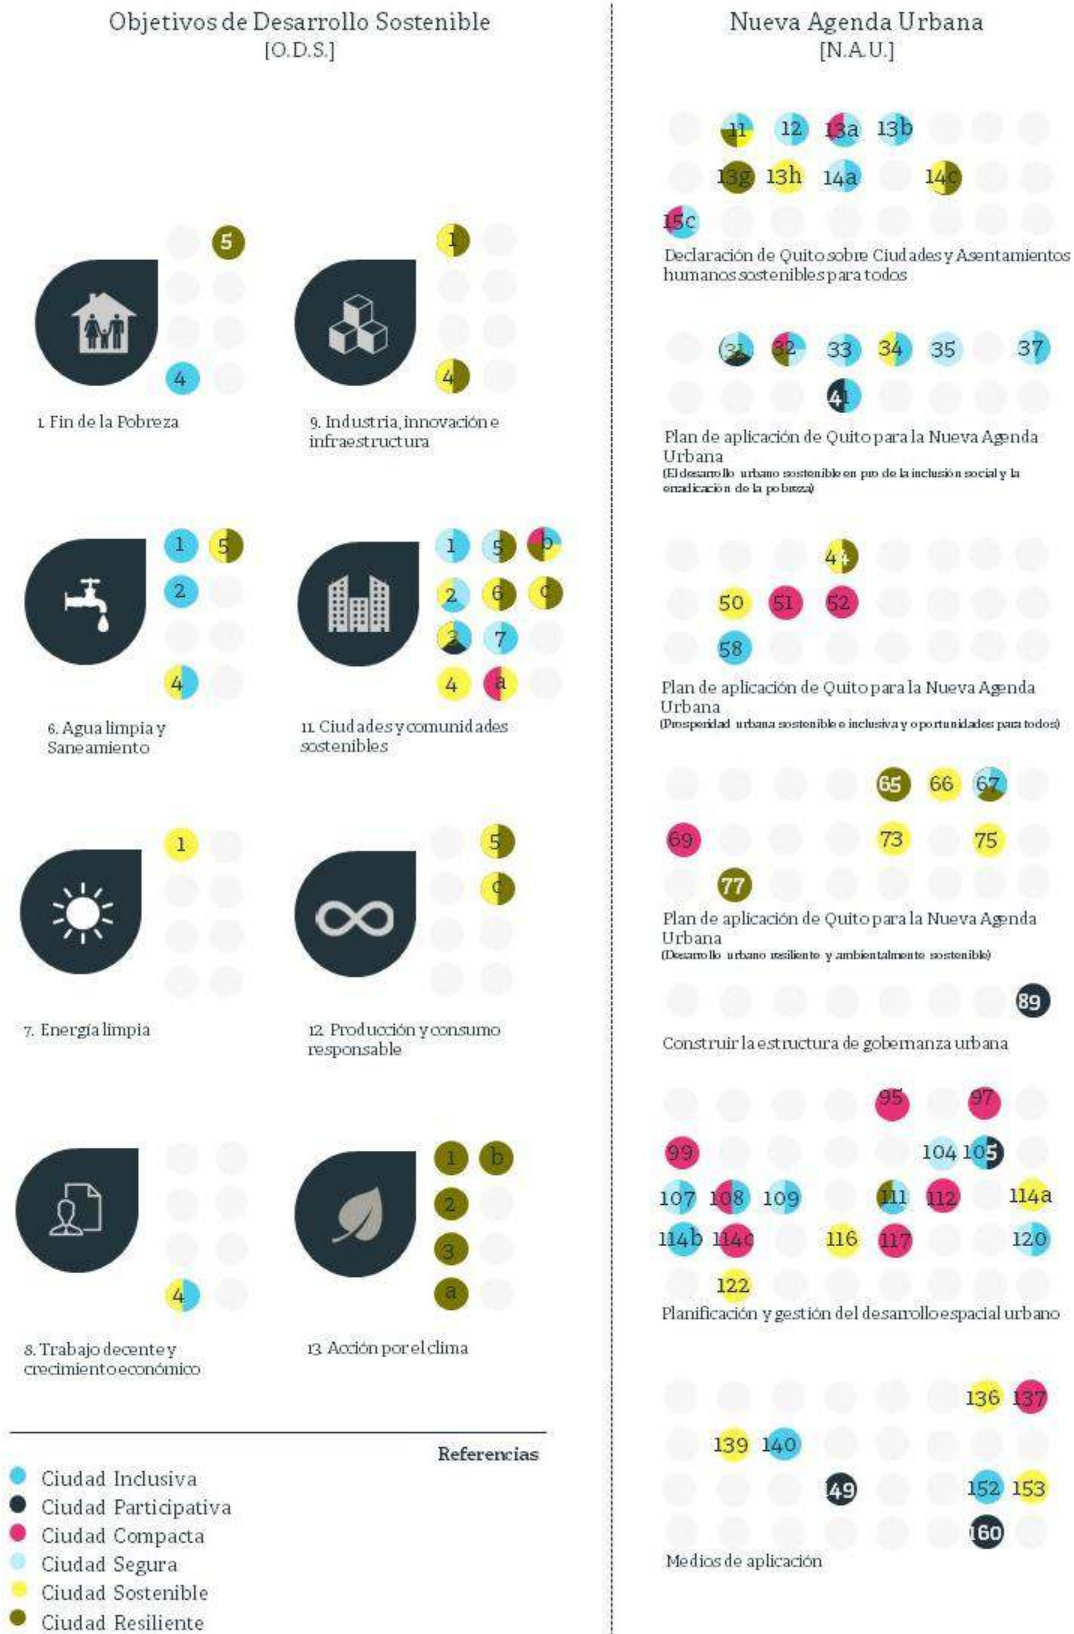 Objetivos de Desarrollo Sostenible
[O.D.S.]
5
4
1. Fin de la Pobreza
1
4
9. Industria, innovación e
infraestructura
1 5
2
4
6. Agua limpia y
Saneamiento
1 5 b
2 6 c
3 7
4 a
11. Ciudades y comunidades
sostenibles
1
7. Energía limpia
5
c
12. Producción y consumo
responsable
4
8. Trabajo decente y
crecimiento económico
1 b
2
3
a
13. Acción por el clima
Referencias
Ciudad Inclusiva
Ciudad Participativa
Ciudad Compacta
Ciudad Segura
Ciudad Sostenible
Ciudad Resiliente
Nueva Agenda Urbana
[N.A.U.]
11 12 13a 13b
13g 13h 14a 14c
15c
Declaración de Quito sobre Ciudades y Asentamientos
humanos sostenibles para todos
31 32 33 34 35 37
41
Plan de aplicación de Quito para la Nueva Agenda
Urbana
(El desarrollo urbano sostenible en pro de la inclusión social y la
erradicación de la pobreza)
44
50 51 52
58
Plan de aplicación de Quito para la Nueva Agenda
Urbana
(Prosperidad urbana sostenible e inclusiva y oportunidades para todos)
65 66 67
69 73 75
77
Plan de aplicación de Quito para la Nueva Agenda
Urbana
(Desarrollo urbano resiliente y ambientalmente sostenible)
89
Construir la estructura de gobernanza urbana
95 97
99 104 105
107 108 109 111 112 114a
114b 114c 116 117 120
122
Planificación y gestión del desarrollo espacial urbano
136 137
139 140
149 152 153
160
Medios de aplicación